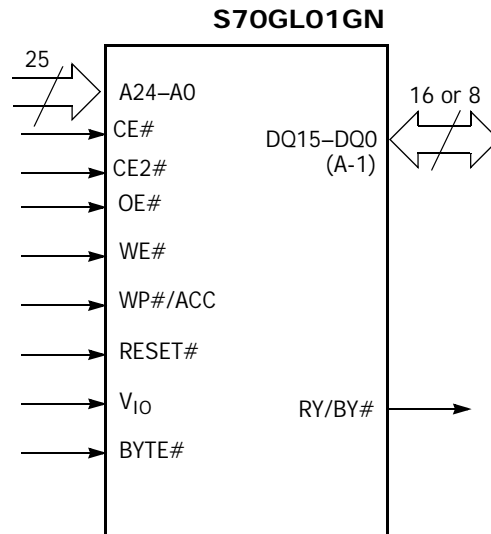 S70GL01GN
25
A24–A0
CE#
CE2#
OE#
WE#
WP#/ACC
RESET#
VIO
BYTE#
16 or 8
DQ15–DQ0
(A-1)
RY/BY#